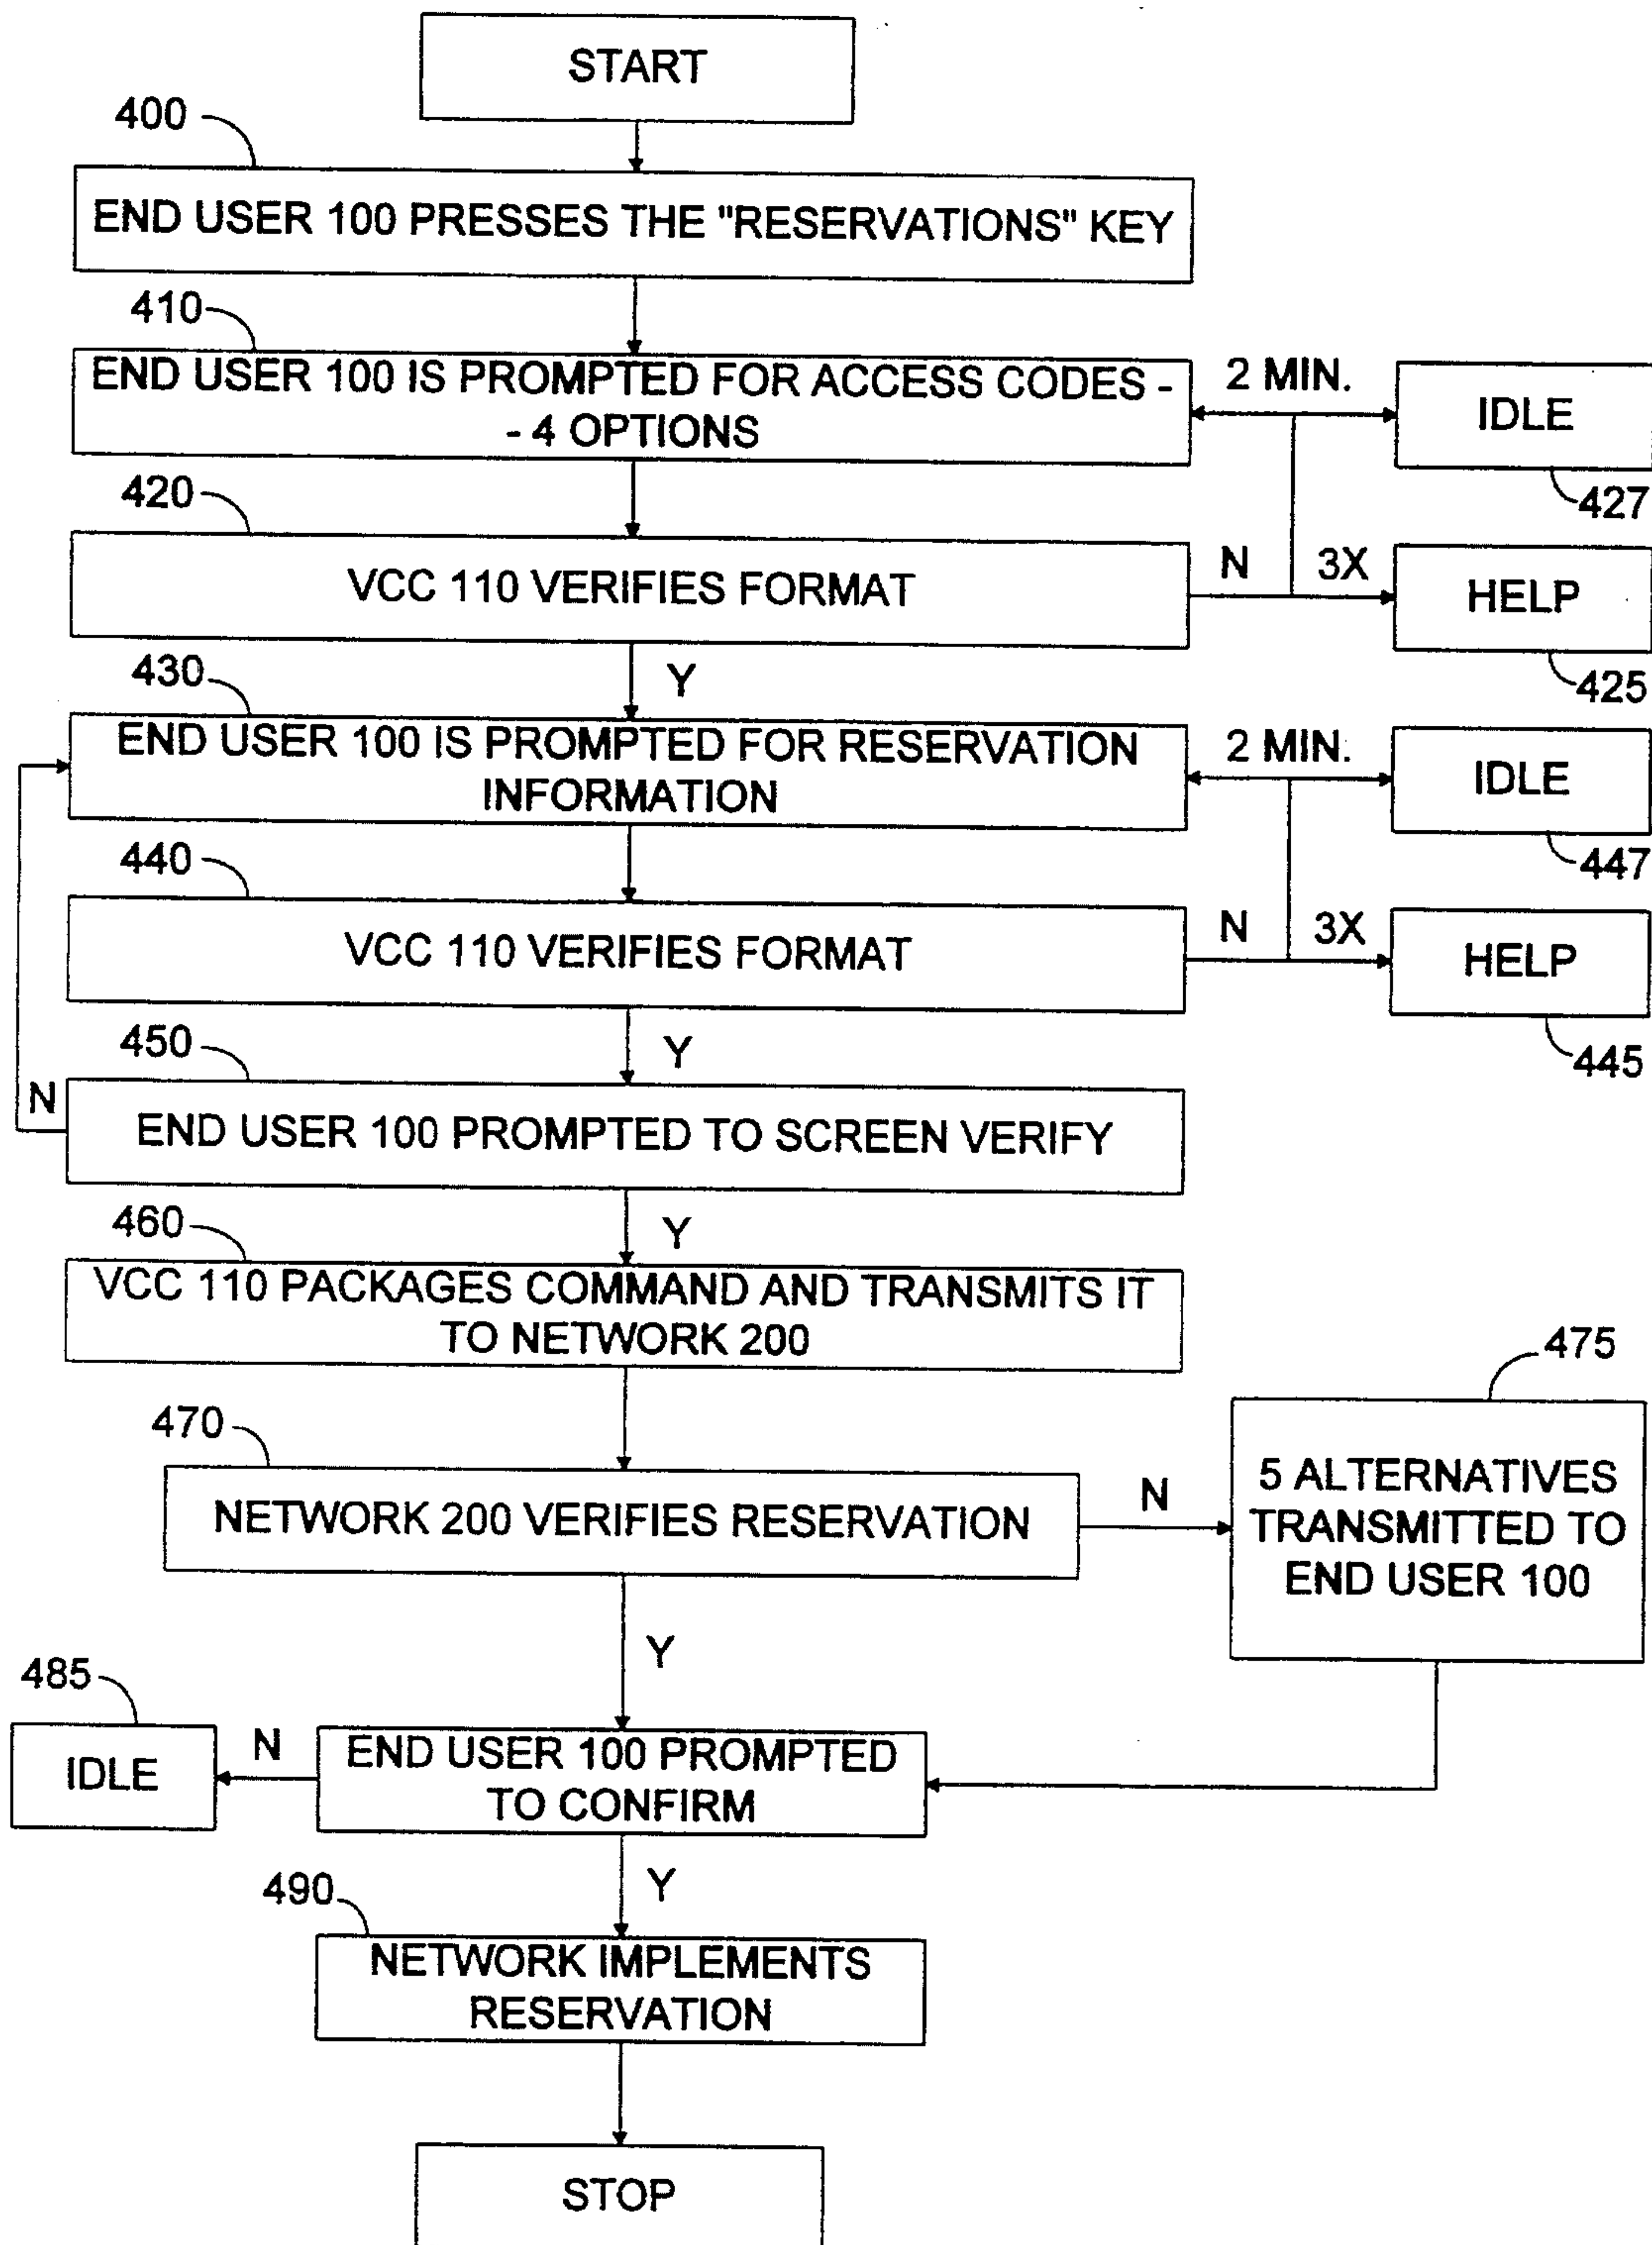 START
400
END USER 100 PRESSES THE "RESERVATIONS" KEY
410
END USER 100 IS PROMPTED FOR ACCESS CODES -
- 4 OPTIONS
2 MIN.
IDLE
427
420
VCC 110 VERIFIES FORMAT
N
3X
HELP
425
Y
430
END USER 100 IS PROMPTED FOR RESERVATION
INFORMATION
2 MIN.
IDLE
447
440
VCC 110 VERIFIES FORMAT
N
3X
HELP
445
Y
450
N
END USER 100 PROMPTED TO SCREEN VERIFY
Y
460
VCC 110 PACKAGES COMMAND AND TRANSMITS IT
TO NETWORK 200
475
470
NETWORK 200 VERIFIES RESERVATION
N
5 ALTERNATIVES
TRANSMITTED TO
END USER 100
Y
485
IDLE
N
END USER 100 PROMPTED
TO CONFIRM
Y
490
NETWORK IMPLEMENTS
RESERVATION
STOP